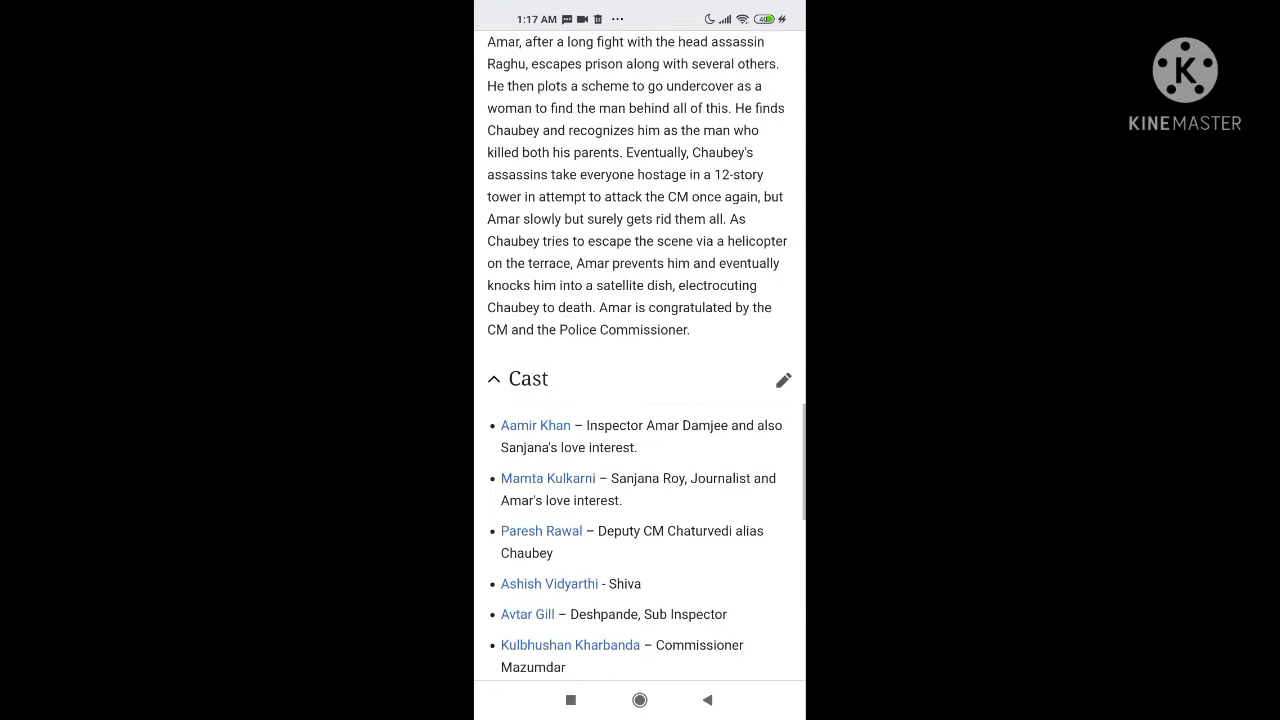 1:17 AM
40
Amar, after a long fight with the head assassin
Raghu, escapes prison along with several others.
He then plots a scheme to go undercover as a
woman to find the man behind all of this. He finds
Chaubey and recognizes him as the man who
killed both his parents. Eventually, Chaubey's
assassins take everyone hostage in a 12-story
tower in attempt to attack the CM once again, but
Amar slowly but surely gets rid them all. As
Chaubey tries to escape the scene via a helicopter
on the terrace, Amar prevents him and eventually
knocks him into a satellite dish, electrocuting
Chaubey to death. Amar is congratulated by the
CM and the Police Commissioner.
Cast
• Aamir Khan – Inspector Amar Damjee and also
Sanjana's love interest.
• Mamta Kulkarni – Sanjana Roy, Journalist and
Amar's love interest.
• Paresh Rawal – Deputy CM Chaturvedi alias
Chaubey
• Ashish Vidyarthi - Shiva
• Avtar Gill – Deshpande, Sub Inspector
• Kulbhushan Kharbanda – Commissioner
Mazumdar
K
KINEMASTER